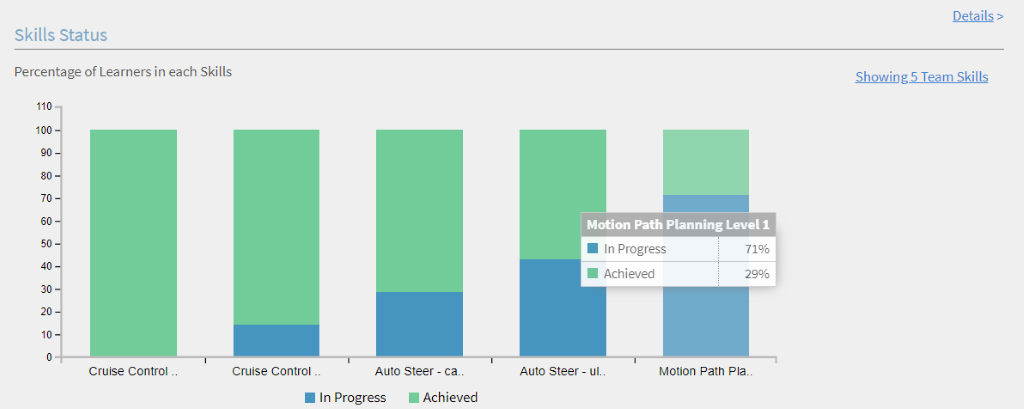 Details >
Skills Status
Percentage of Learners in each Skills
Showing 5 Team Skills
110
100
90
80
70
60
50
40
30
20
10
0
Motion Path Planning Level 1
In Progress 71%
Achieved 29%
Cruise Control .. Cruise Control .. Auto Steer - ca.. Auto Steer - ul.. Motion Path Pla..
In Progress Achieved